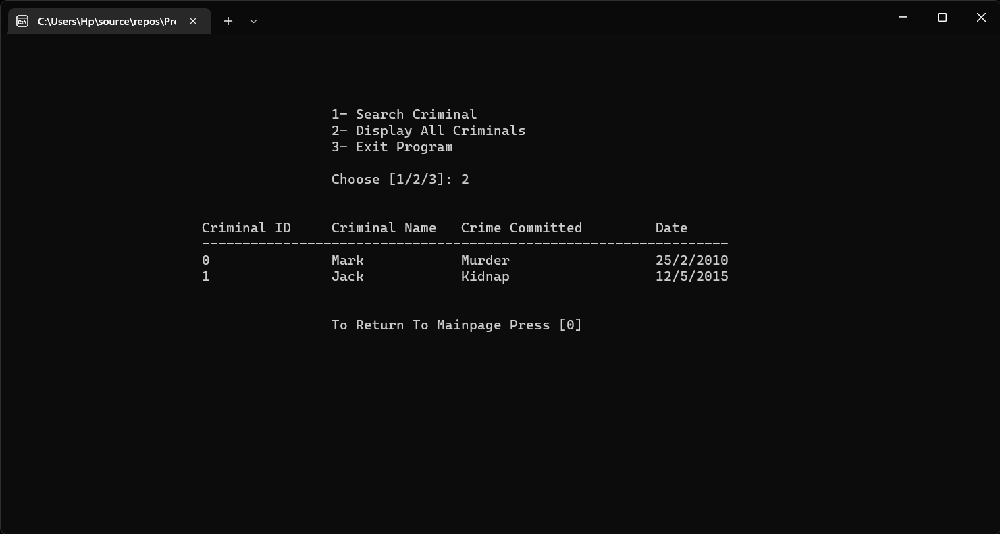 C:\Users\Hp\source\repos\Pro
1- Search Criminal
2- Display All Criminals
3- Exit Program
Choose [1/2/3]: 2
Criminal ID Criminal Name Crime Committed Date
-----------------------------------------------------------------
0 Mark Murder 25/2/2010
1 Jack Kidnap 12/5/2015
To Return To Mainpage Press [0]